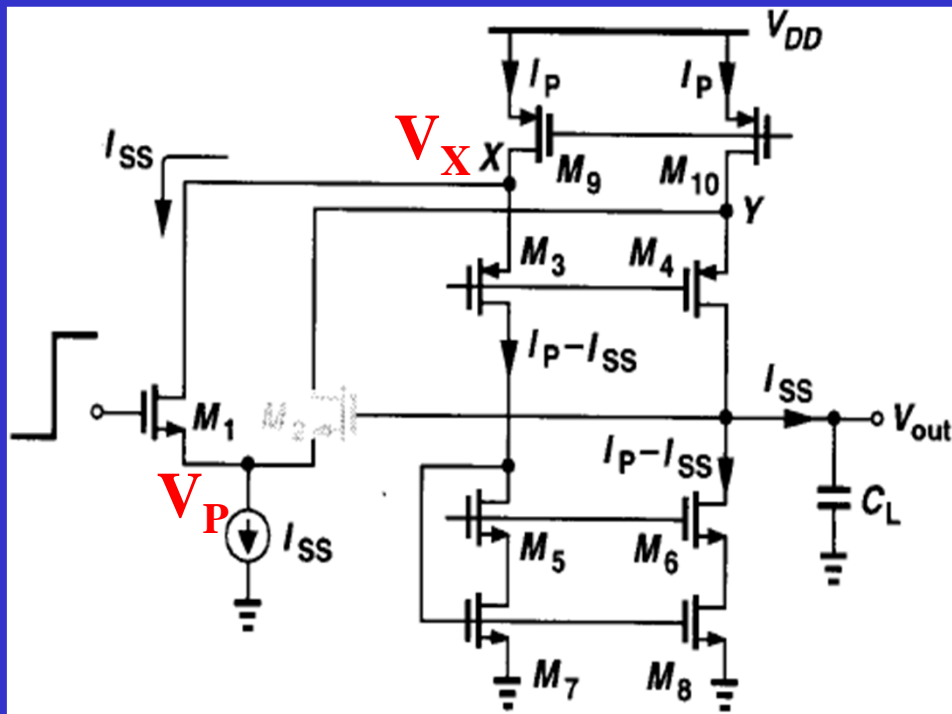 V_DD
I_P I_P
I_SS V_X X M_9 M_10 Y
M_3 M_4
I_P – I_SS
I_SS
M_1 V_out
I_P – I_SS
V_P C_L
I_SS M_5 M_6
M_7 M_8